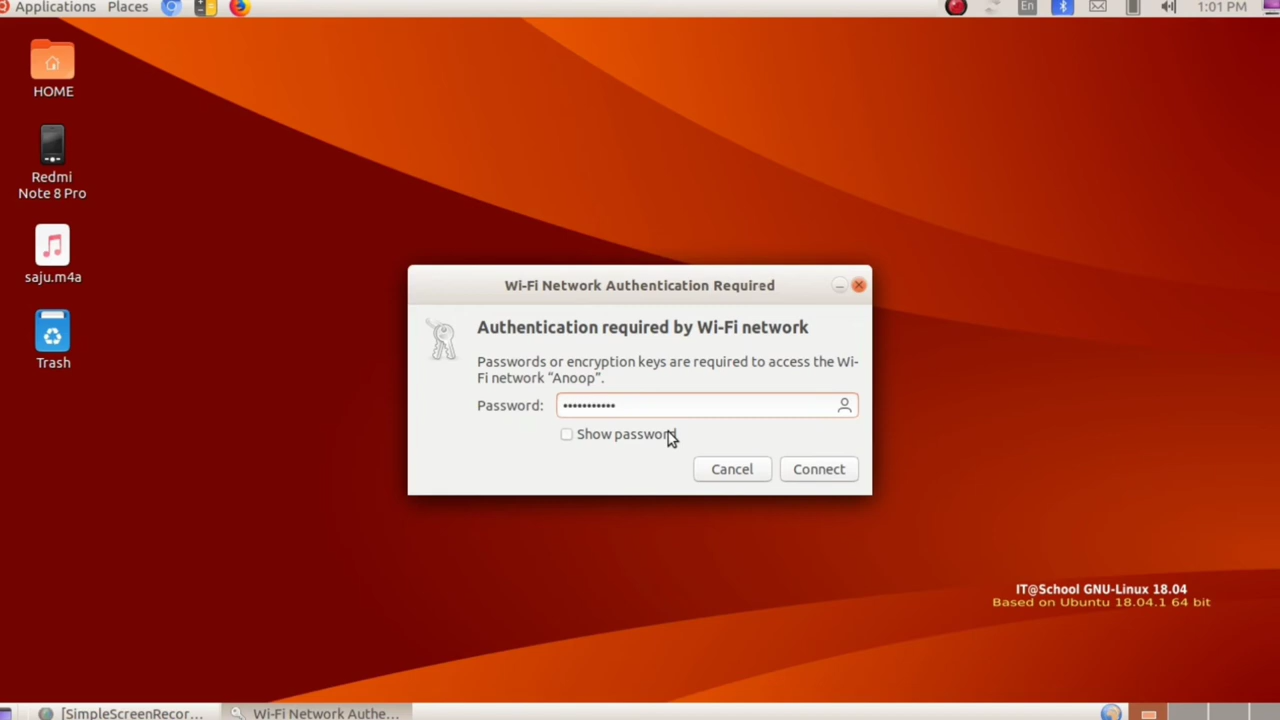 Applications Places
En
1:01 PM
HOME
Redmi
Note 8 Pro
saju.m4a
Trash
Wi-Fi Network Authentication Required
Authentication required by Wi-Fi network
Passwords or encryption keys are required to access the Wi-
Fi network “Anoop”.
Password: •••••••••••
Show password
Cancel Connect
IT@School GNU-Linux 18.04
Based on Ubuntu 18.04.1 64 bit
[SimpleScreenRecor... Wi-Fi Network Authe...